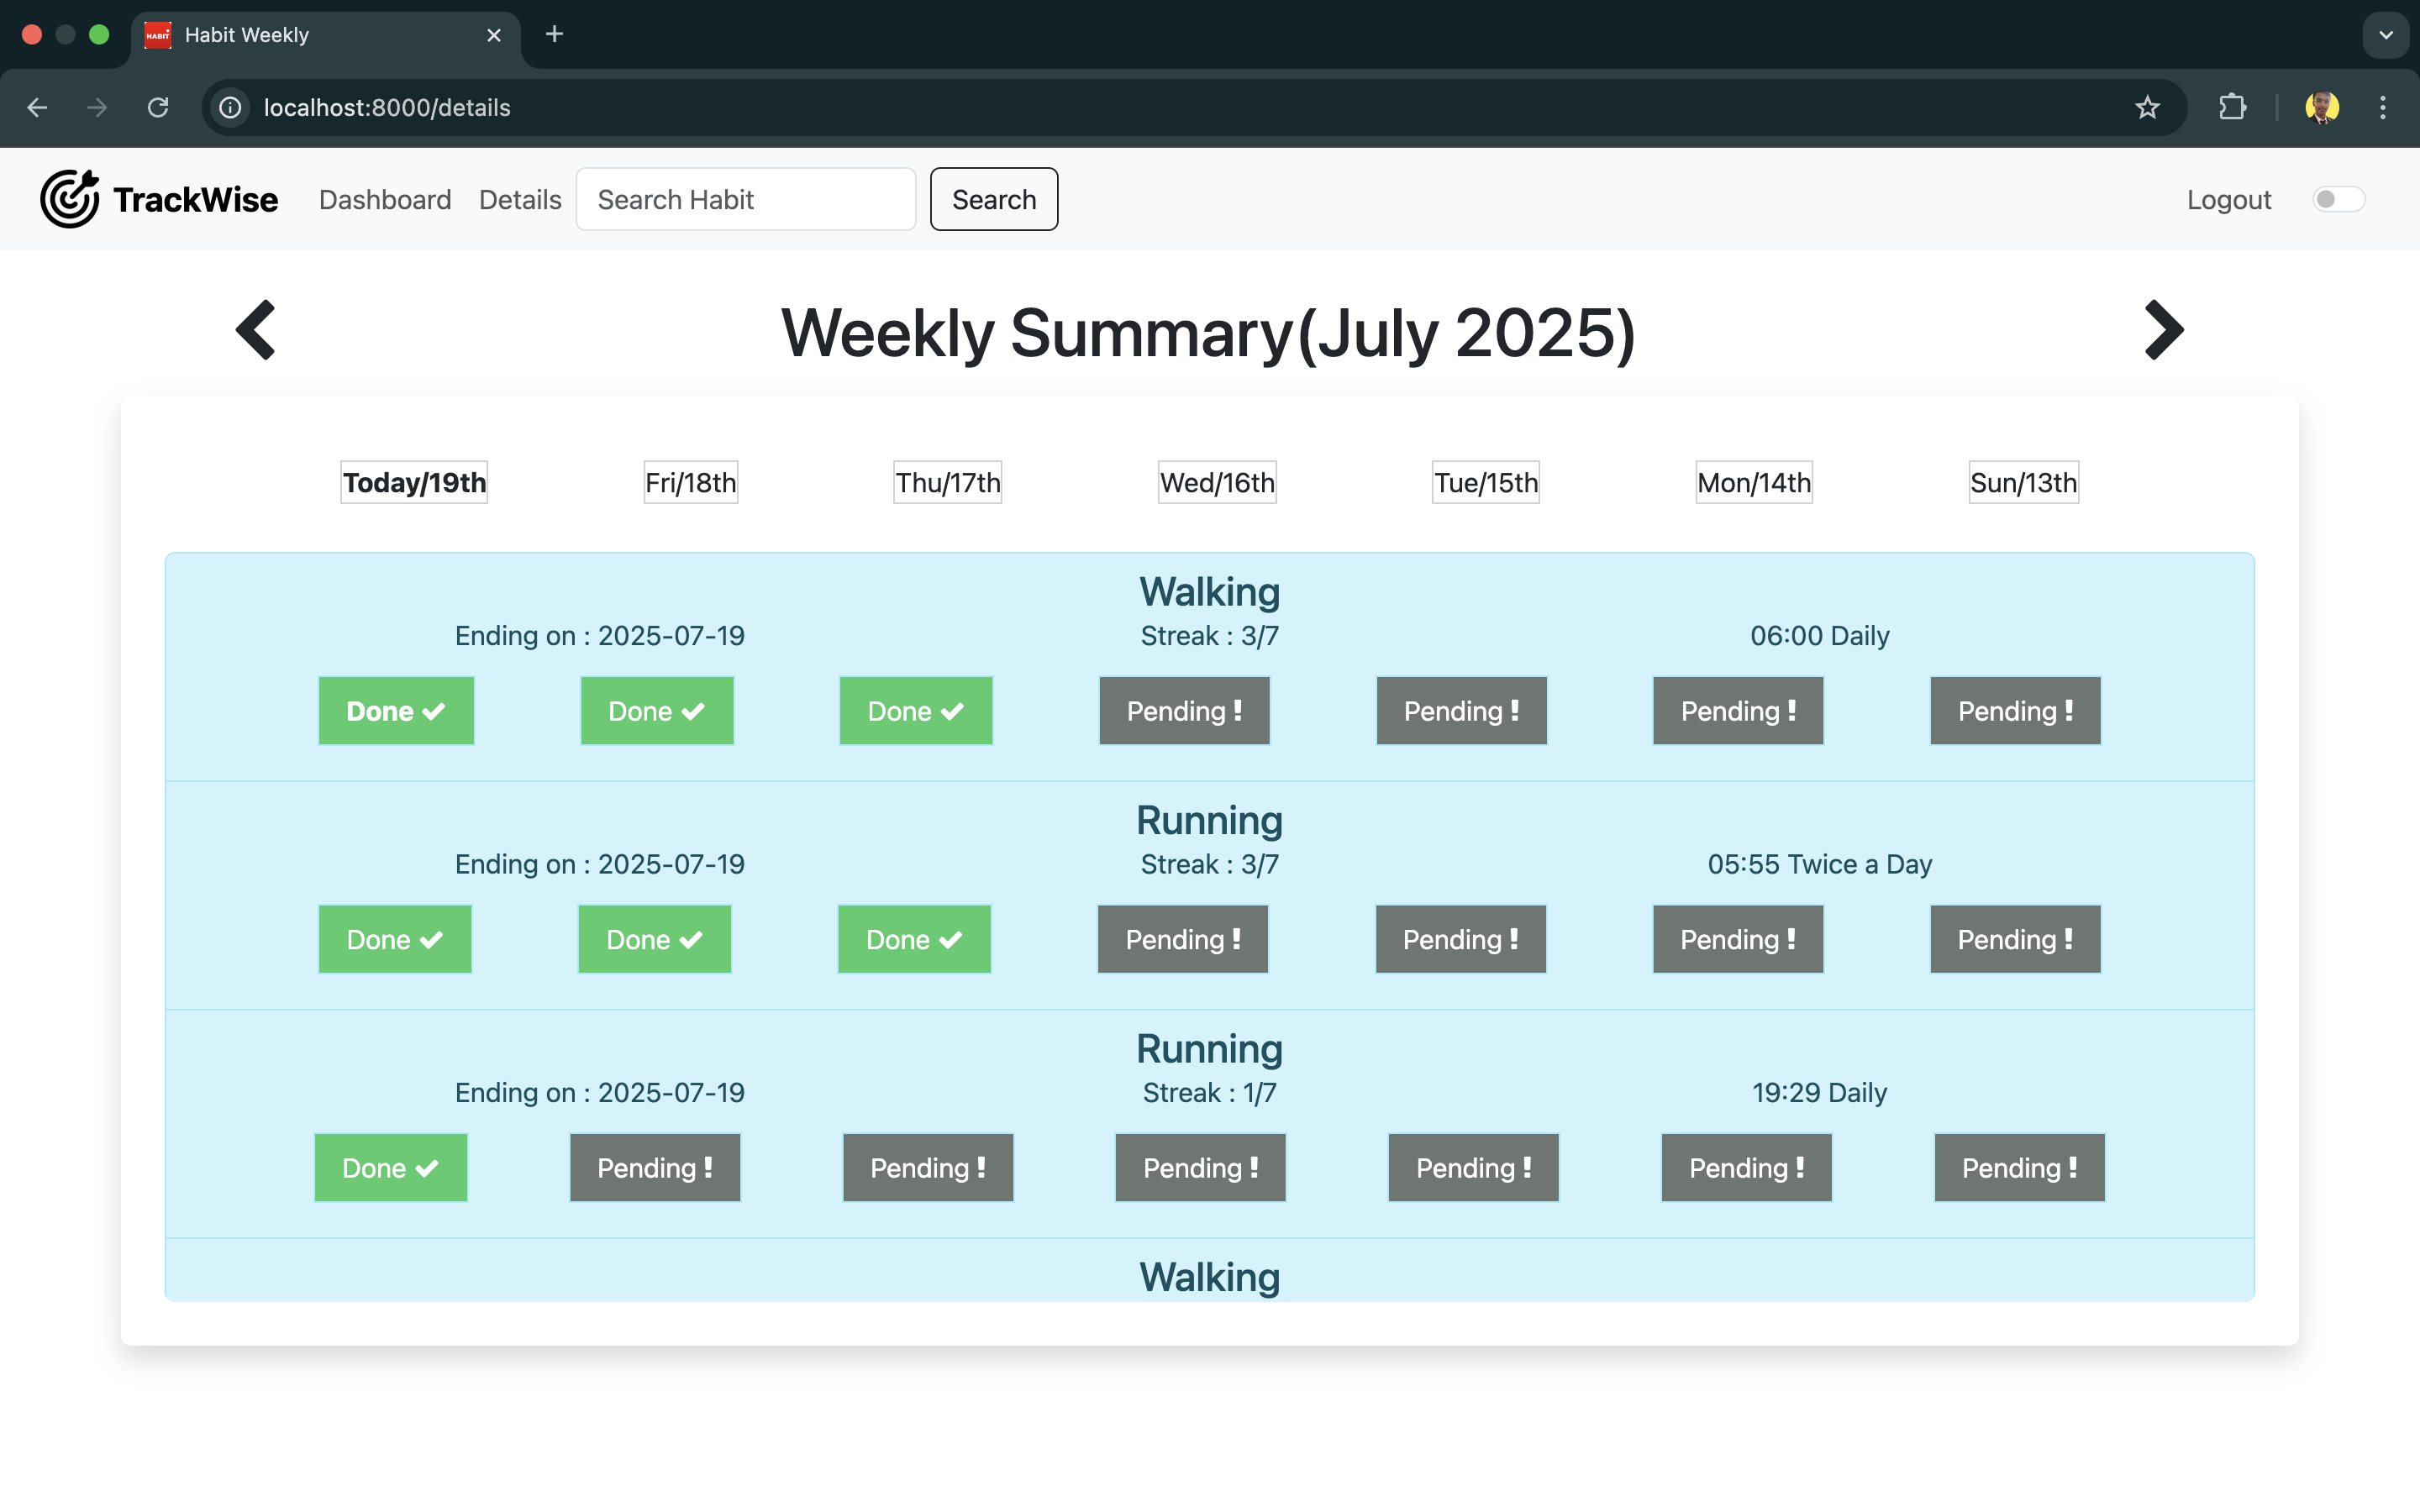 HABIT Habit Weekly
localhost:8000/details
TrackWise Dashboard Details Search Habit Search Logout
Weekly Summary(July 2025)
Today/19th Fri/18th Thu/17th Wed/16th Tue/15th Mon/14th Sun/13th
Walking
Ending on : 2025-07-19 Streak : 3/7 06:00 Daily
Done Done Done Pending ! Pending ! Pending ! Pending !
Running
Ending on : 2025-07-19 Streak : 3/7 05:55 Twice a Day
Done Done Done Pending ! Pending ! Pending ! Pending !
Running
Ending on : 2025-07-19 Streak : 1/7 19:29 Daily
Done Pending ! Pending ! Pending ! Pending ! Pending ! Pending !
Walking